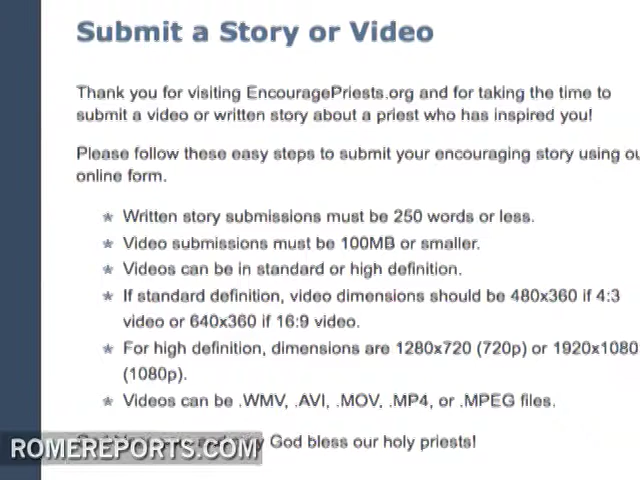 Submit a Story or Video
Thank you for visiting EncouragePriests.org and for taking the time to
submit a video or written story about a priest who has inspired you!
Please follow these easy steps to submit your encouraging story using ou
online form.
Written story submissions must be 250 words or less.
Video submissions must be 100MB or smaller.
Videos can be in standard or high definition.
If standard definition, video dimensions should be 480x360 if 4:3
video or 640x360 if 16:9 video.
For high definition, dimensions are 1280x720 (720p) or 1920x1080
(1080p).
Videos can be .WMV, .AVI, .MOV, .MP4, or .MPEG files.
God bless our holy priests!
ROMEREPORTS.COM